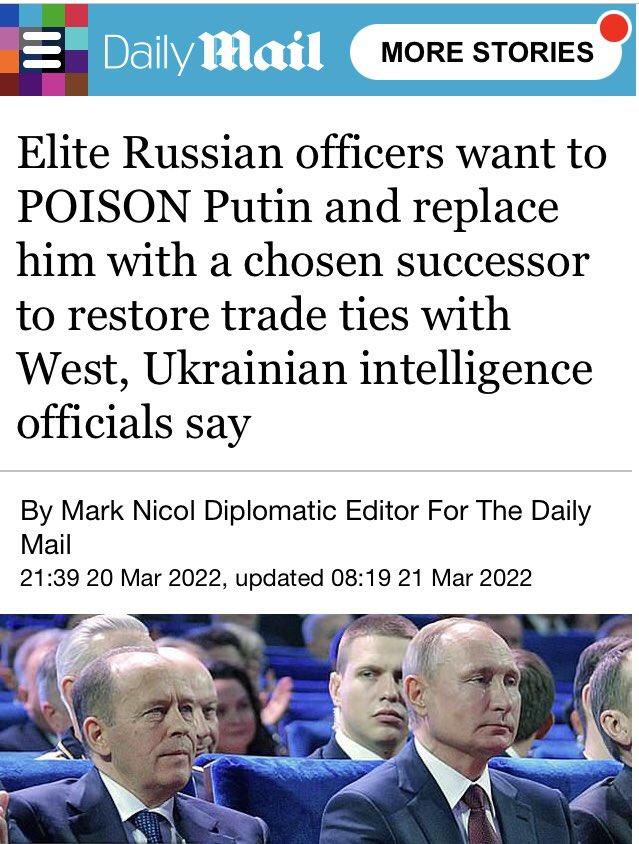 Daily Mail MORE STORIES
Elite Russian officers want to
POISON Putin and replace
him with a chosen successor
to restore trade ties with
West, Ukrainian intelligence
officials say
By Mark Nicol Diplomatic Editor For The Daily
Mail
21:39 20 Mar 2022, updated 08:19 21 Mar 2022